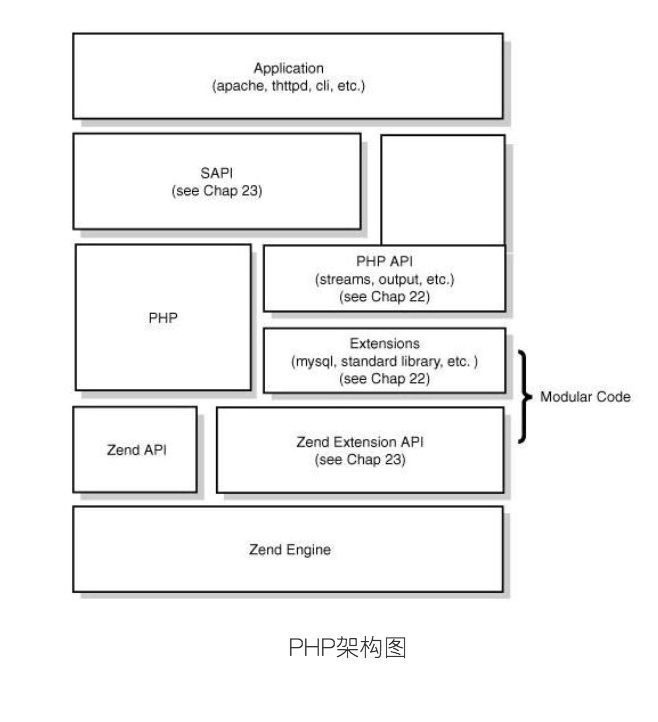 Application
(apache, thttpd, cli, etc.)
SAPI
(see Chap 23)
PHP API
(streams, output, etc.)
(see Chap 22)
PHP
Extensions
(mysql, standard library, etc. )
(see Chap 22)
Modular Code
Zend API
Zend Extension API
(see Chap 23)
Zend Engine
PHP架构图